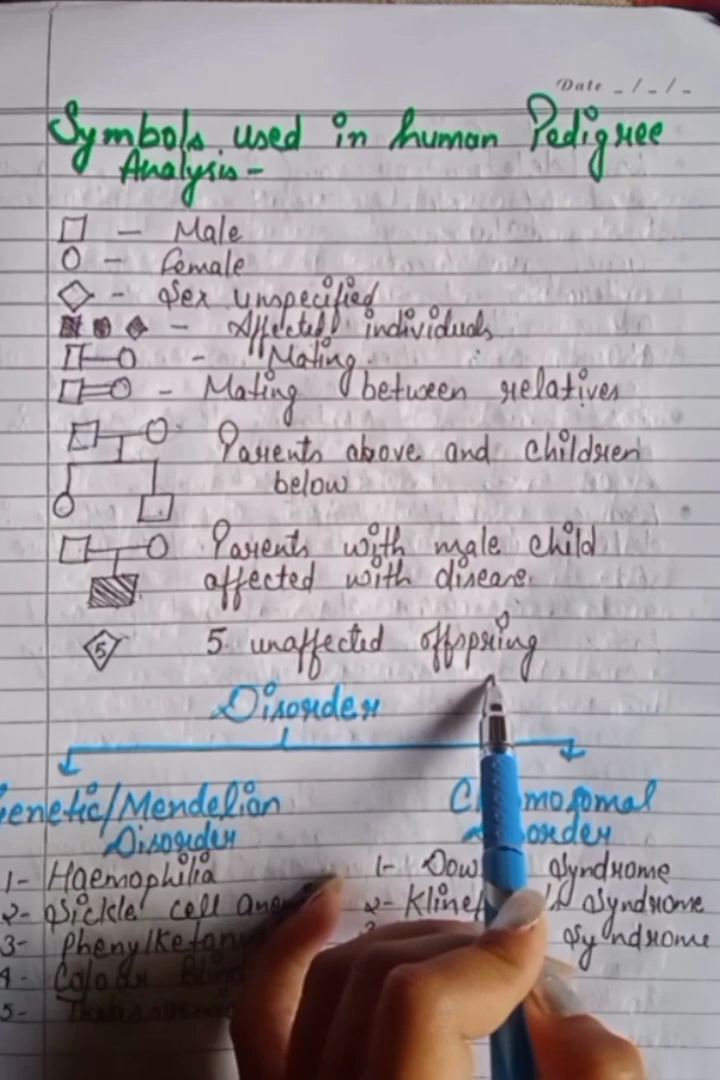 Date _/_/_
Symbols used in human Pedigree
Analysis-
- Male
- Female
- Sex unspecified
- Affected individuals
- Mating
- Mating between relatives
Parents above and children
below
Parents with male child
affected with disease.
5 5 unaffected offspring
Disorder
Genetic/Mendelian
Disorder
1- Haemophilia
2- Sickle cell
3-
4- Colour
5-
Chromosomal
Disorder
1- Down Syndrome
2- Syndrome
Syndrome